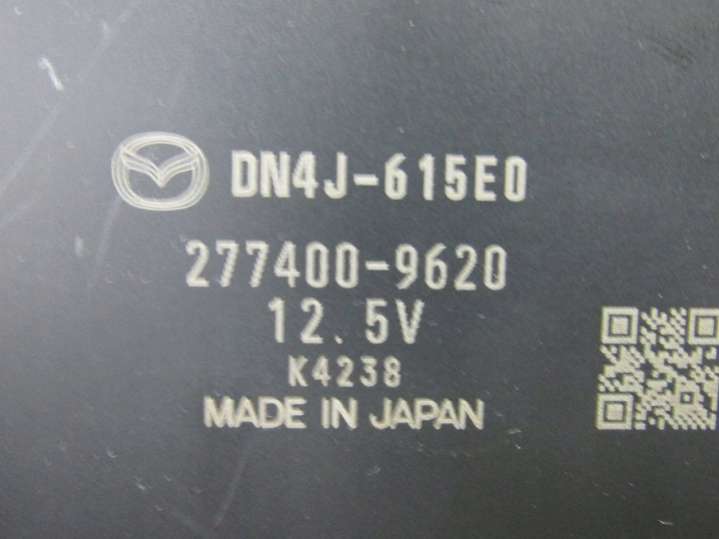 DN4J-615E0
277400-9620
12.5V
K4238
MADE IN JAPAN